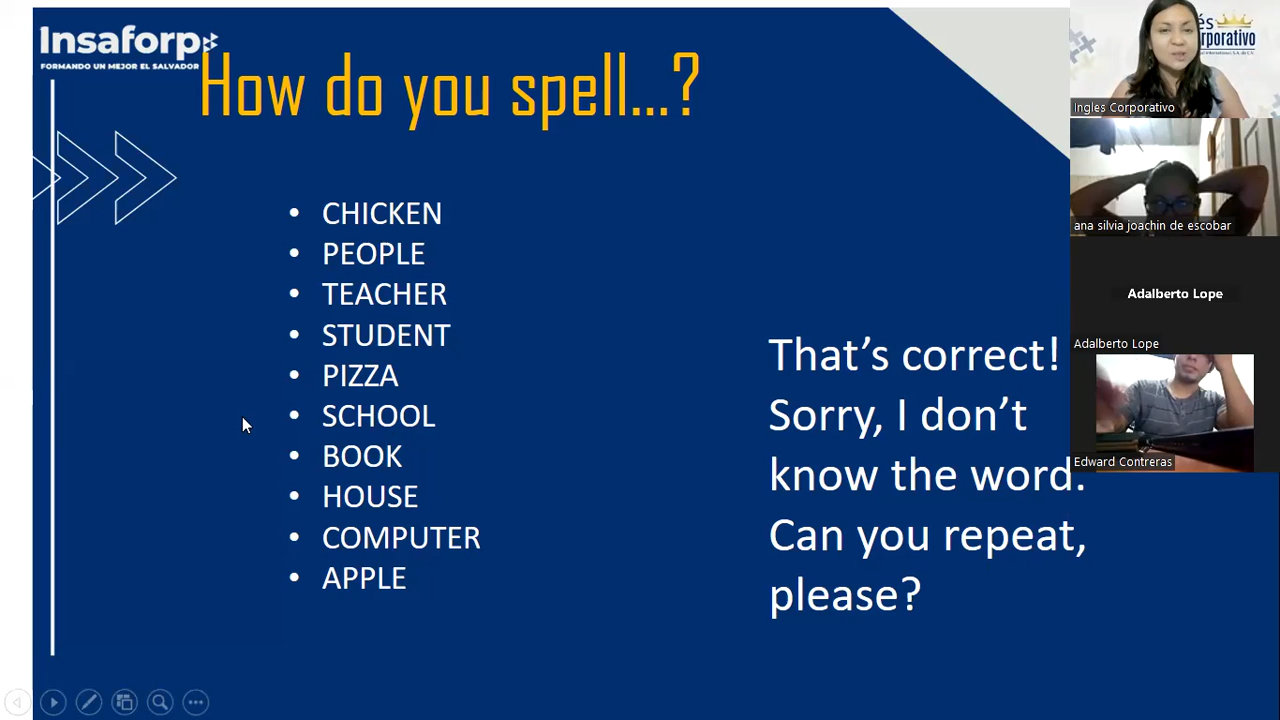 Insaforp
FORMANDO UN MEJOR EL SALVADOR
How do you spell...?
• CHICKEN
• PEOPLE
• TEACHER
• STUDENT
• PIZZA
• SCHOOL
• BOOK
• HOUSE
• COMPUTER
• APPLE
That's correct!
Sorry, I don't
know the word.
Can you repeat,
please?
Ingles Corporativo
ana silvia joachin de escobar
Adalberto Lope
Adalberto Lope
Edward Contreras